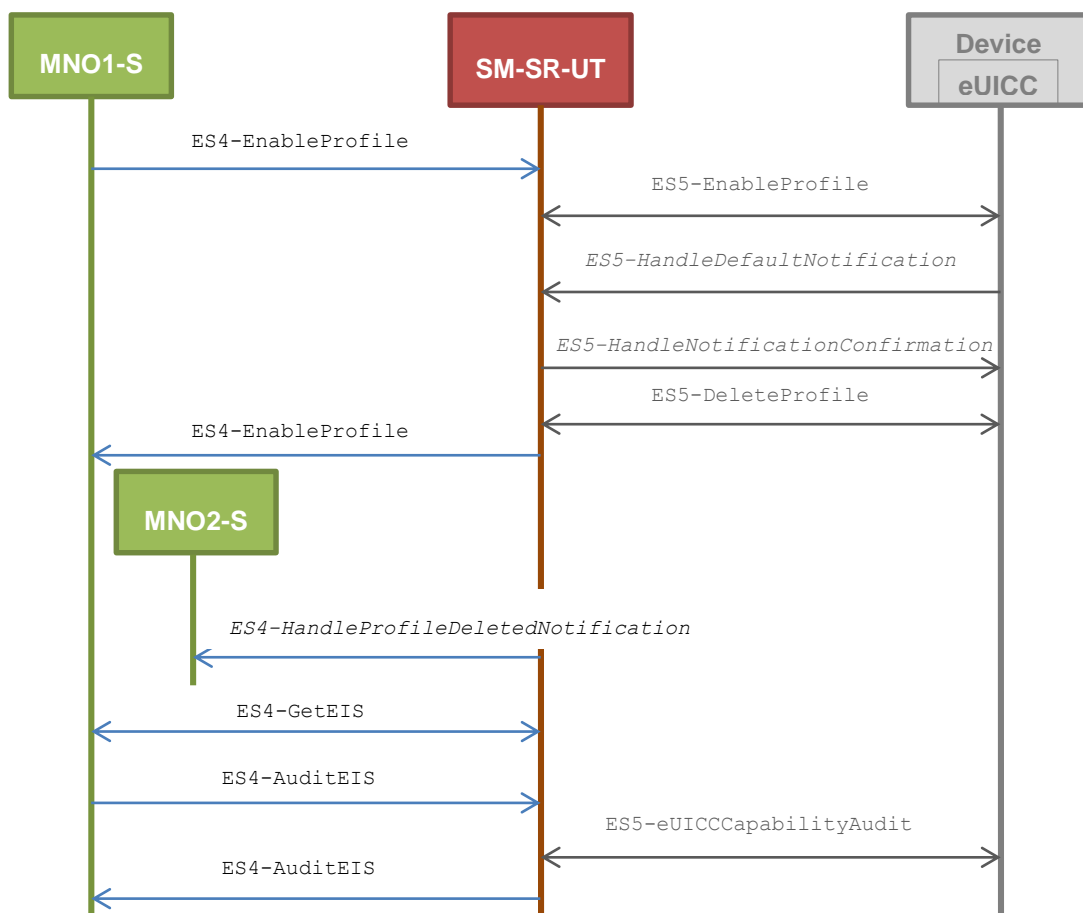 MNO1-S
SM-SR-UT
Device
eUICC
ES4-EnableProfile
ES5-EnableProfile
ES5-HandleDefaultNotification
ES5-HandleNotificationConfirmation
ES5-DeleteProfile
ES4-EnableProfile
MNO2-S
ES4-HandleProfileDeletedNotification
ES4-GetEIS
ES4-AuditEIS
ES5-eUICCCapabilityAudit
ES4-AuditEIS